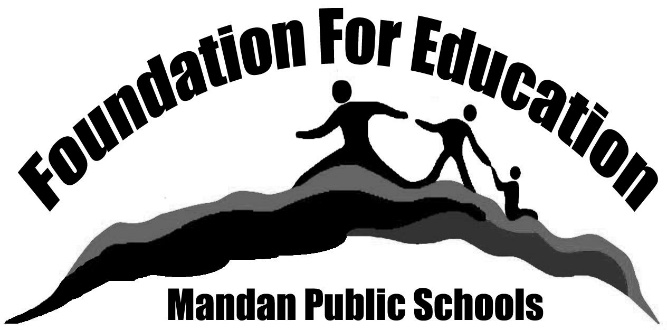 Foundation For Education
Mandan Public Schools